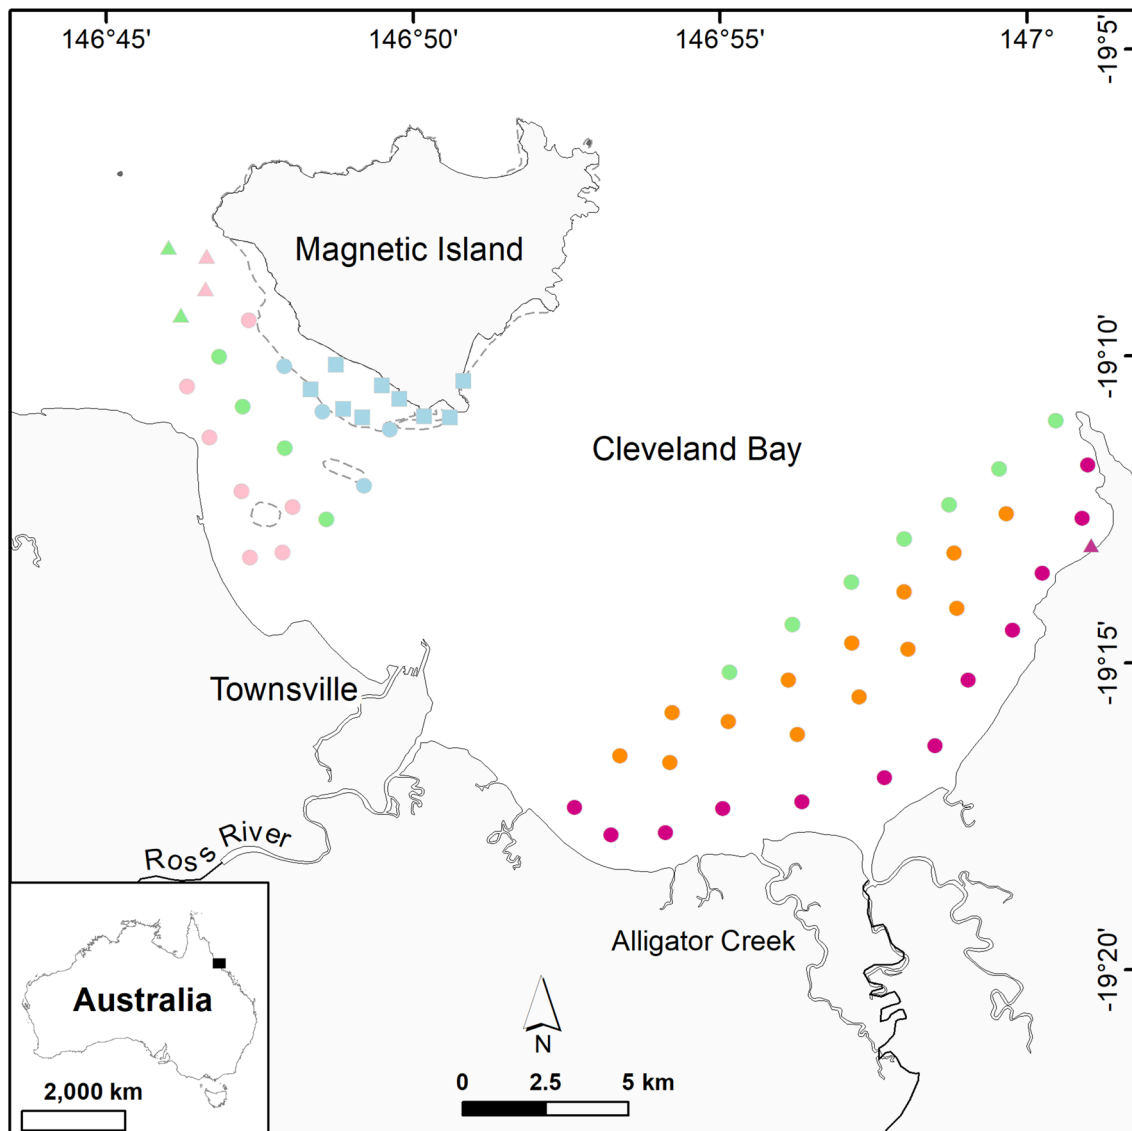 146°45' 146°50' 146°55' 147°
-19°5'
Magnetic Island
-19°10'
Cleveland Bay
-19°15'
Townsville
Ross River
Alligator Creek
-19°20'
Australia
N
2,000 km
0 2.5 5 km